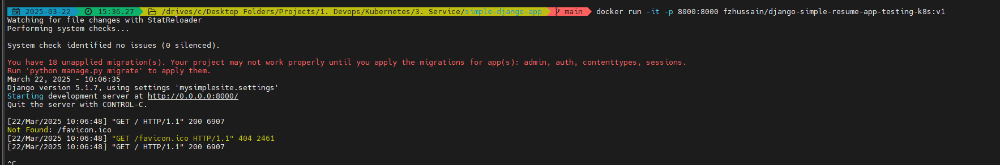 2025-03-22 15:36.27 /drives/c/Desktop Folders/Projects/1. Devops/Kubernetes/3. Service/simple-django-app main docker run -it -p 8000:8000 fzhussain/django-simple-resume-app-testing-k8s:v1
Watching for file changes with StatReloader
Performing system checks...
System check identified no issues (0 silenced).
You have 18 unapplied migration(s). Your project may not work properly until you apply the migrations for app(s): admin, auth, contenttypes, sessions.
Run 'python manage.py migrate' to apply them.
March 22, 2025 - 10:06:35
Django version 5.1.7, using settings 'mysimplesite.settings'
Starting development server at http://0.0.0.0:8000/
Quit the server with CONTROL-C.
[22/Mar/2025 10:06:48] "GET / HTTP/1.1" 200 6907
Not Found: /favicon.ico
[22/Mar/2025 10:06:48] "GET /favicon.ico HTTP/1.1" 404 2461
[22/Mar/2025 10:06:48] "GET / HTTP/1.1" 200 6907
^C